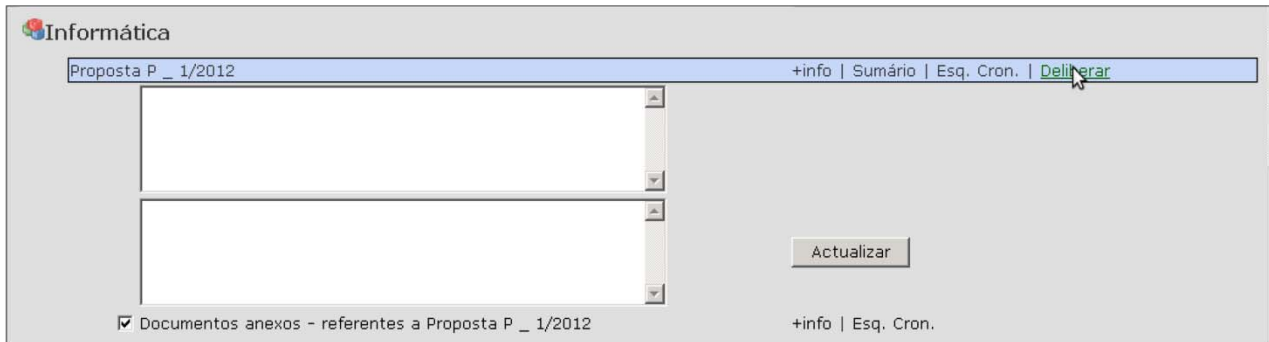 Informática
Proposta P _ 1/2012 +info | Sumário | Esq. Cron. | Deliberar
Actualizar
Documentos anexos - referentes a Proposta P _ 1/2012 +info | Esq. Cron.